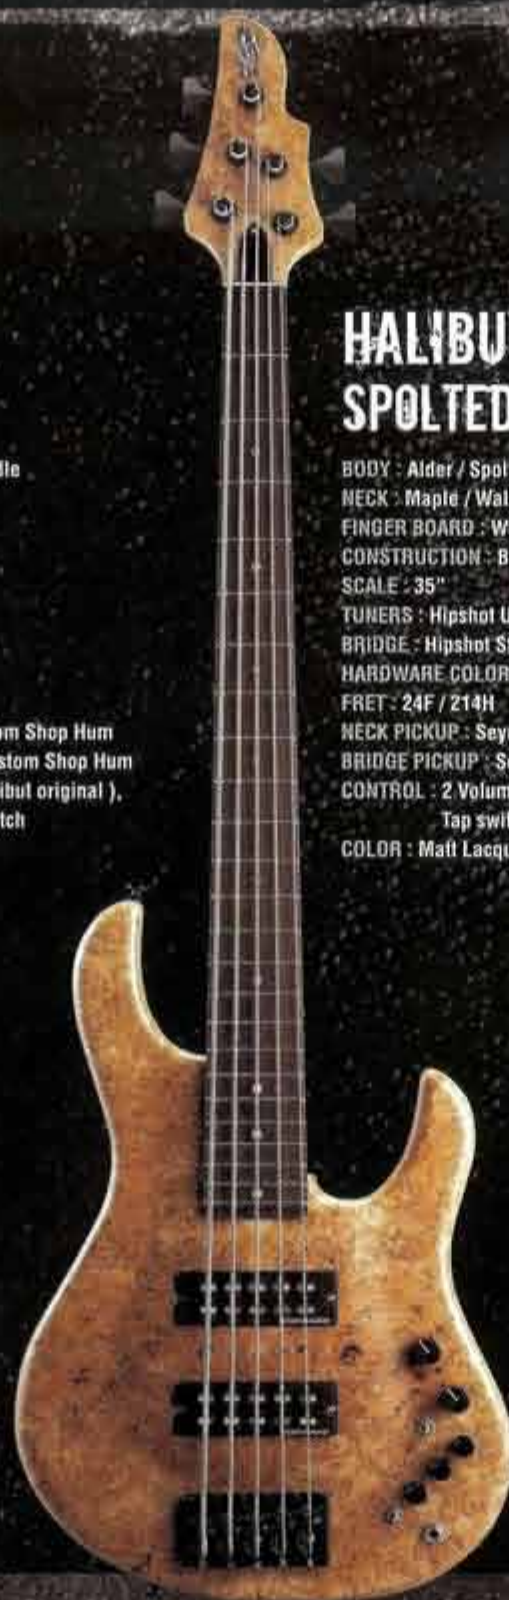 dle
om Shop Hum
stom Shop Hum
ibut original ),
tch
HALIBU
SPOLTED
BODY : Alder / Spol
NECK : Maple / Wal
FINGER BOARD : W
CONSTRUCTION : B
SCALE : 35"
TUNERS : Hipshot U
BRIDGE : Hipshot S
HARDWARE COLOR
FRET : 24F / 214H
NECK PICKUP : Sey
BRIDGE PICKUP : S
CONTROL : 2 Volum
Tap swit
COLOR : Matt Lacqu